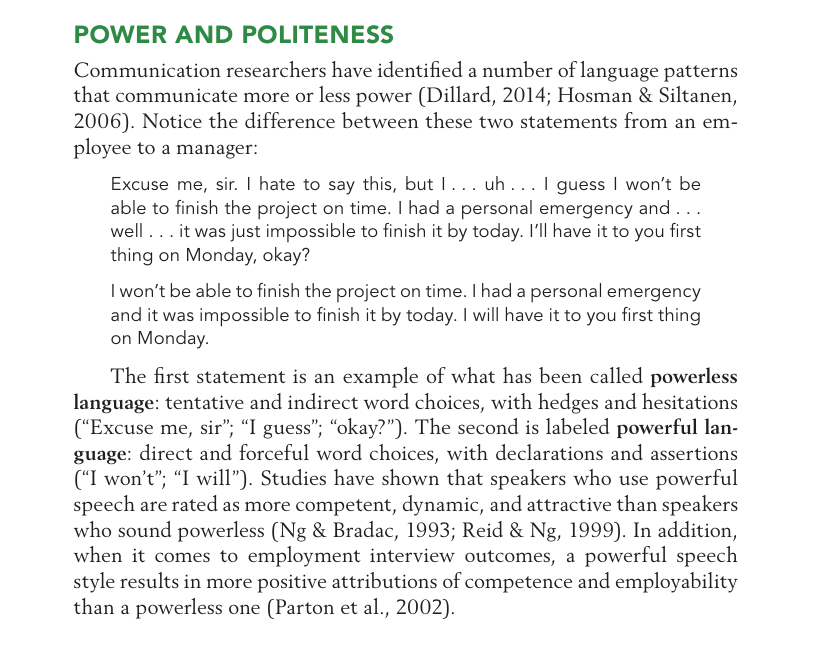 POWER AND POLITENESS
Communication researchers have identified a number of language patterns
that communicate more or less power (Dillard, 2014; Hosman & Siltanen,
2006). Notice the difference between these two statements from an em-
ployee to a manager:
Excuse me, sir. I hate to say this, but I . . . uh . . . I guess I won’t be
able to finish the project on time. I had a personal emergency and . . .
well . . . it was just impossible to finish it by today. I’ll have it to you first
thing on Monday, okay?
I won’t be able to finish the project on time. I had a personal emergency
and it was impossible to finish it by today. I will have it to you first thing
on Monday.
The first statement is an example of what has been called powerless
language: tentative and indirect word choices, with hedges and hesitations
(“Excuse me, sir”; “I guess”; “okay?”). The second is labeled powerful lan-
guage: direct and forceful word choices, with declarations and assertions
(“I won’t”; “I will”). Studies have shown that speakers who use powerful
speech are rated as more competent, dynamic, and attractive than speakers
who sound powerless (Ng & Bradac, 1993; Reid & Ng, 1999). In addition,
when it comes to employment interview outcomes, a powerful speech
style results in more positive attributions of competence and employability
than a powerless one (Parton et al., 2002).